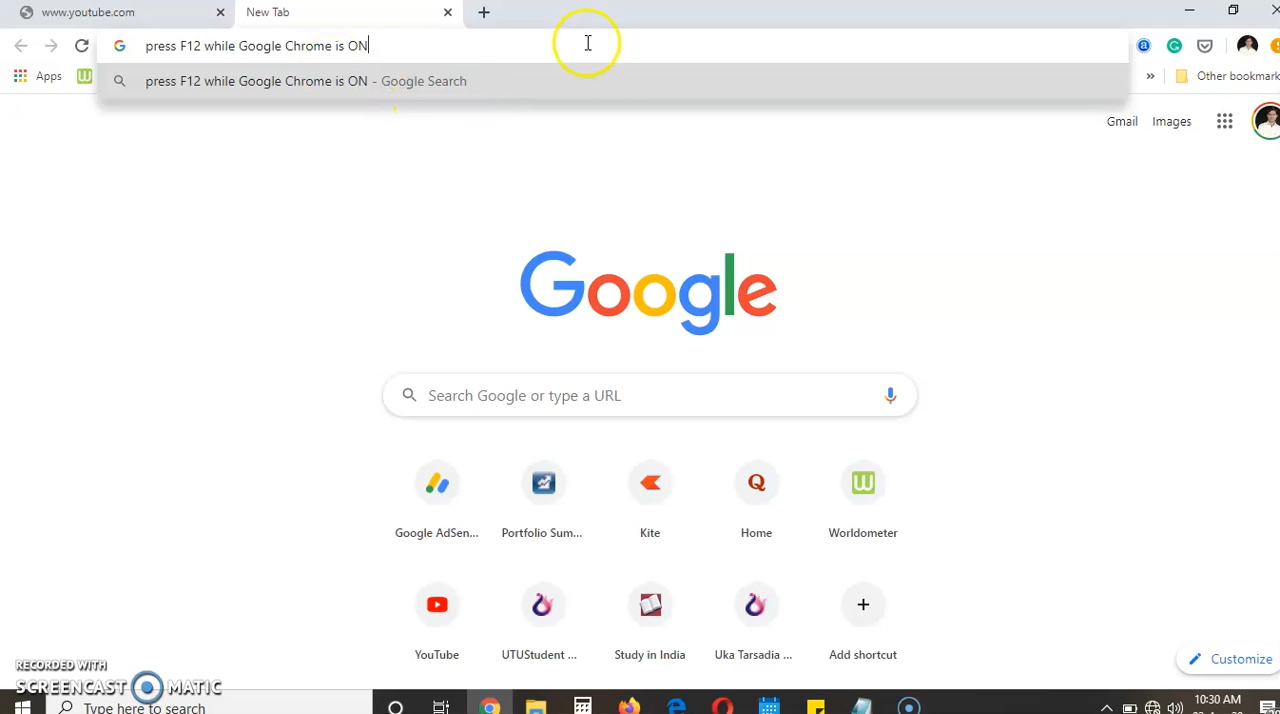 www.youtube.com
New Tab
press F12 while Google Chrome is ON
Apps
press F12 while Google Chrome is ON - Google Search
Other bookmark
Gmail
Images
Google
Search Google or type a URL
Google AdSen...
Portfolio Sum...
Kite
Home
Worldometer
YouTube
UTUStudent ...
Study in India
Uka Tarsadia ...
Add shortcut
Customize
RECORDED WITH
SCREENCAST MATIC
Type here to search
10:30 AM